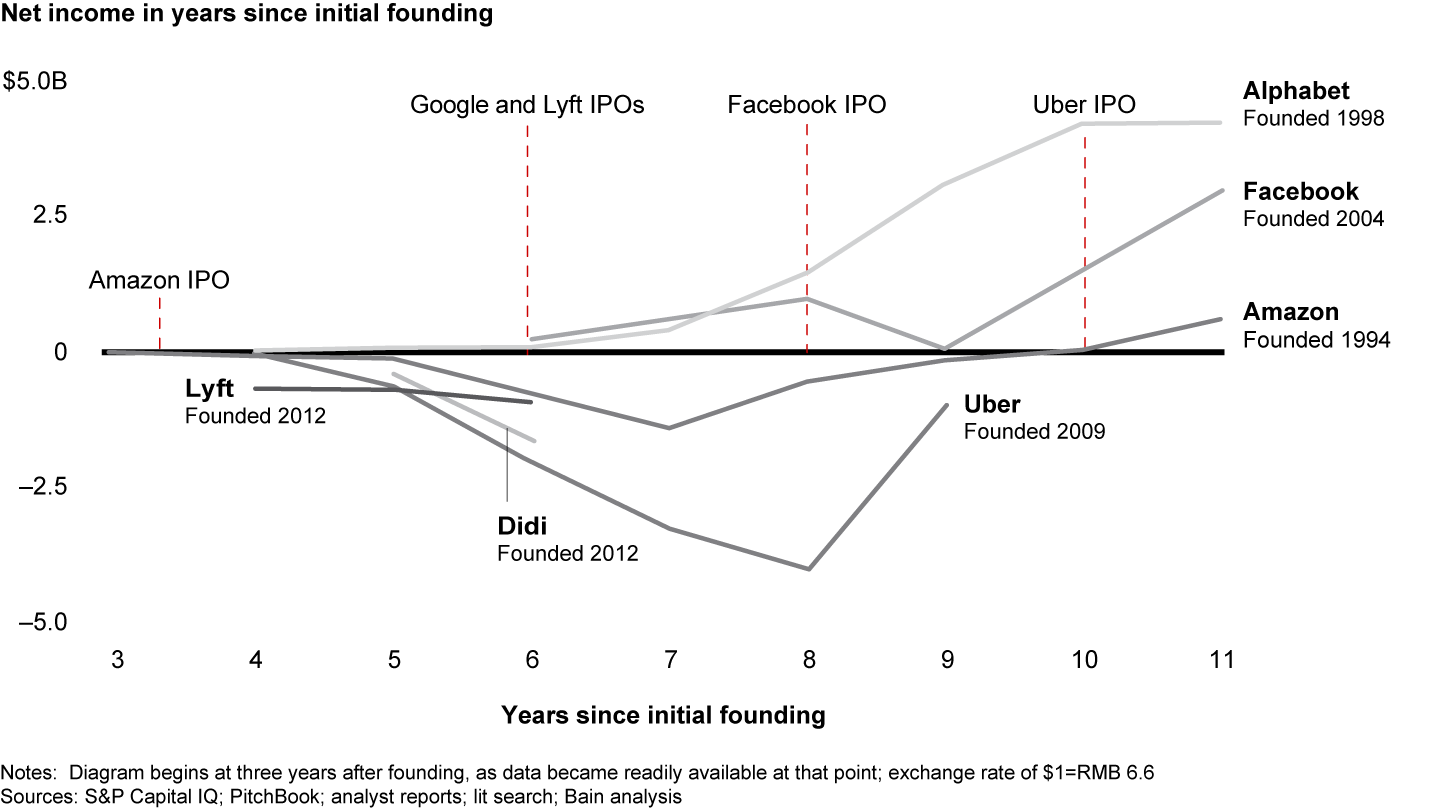 Net income in years since initial founding
$5.0B
2.5
0
–2.5
–5.0
Amazon IPO
Google and Lyft IPOs
Facebook IPO
Uber IPO
Alphabet
Founded 1998
Facebook
Founded 2004
Amazon
Founded 1994
Lyft
Founded 2012
Uber
Founded 2009
Didi
Founded 2012
3 4 5 6 7 8 9 10 11
Years since initial founding
Notes: Diagram begins at three years after founding, as data became readily available at that point; exchange rate of $1=RMB 6.6
Sources: S&P Capital IQ; PitchBook; analyst reports; lit search; Bain analysis